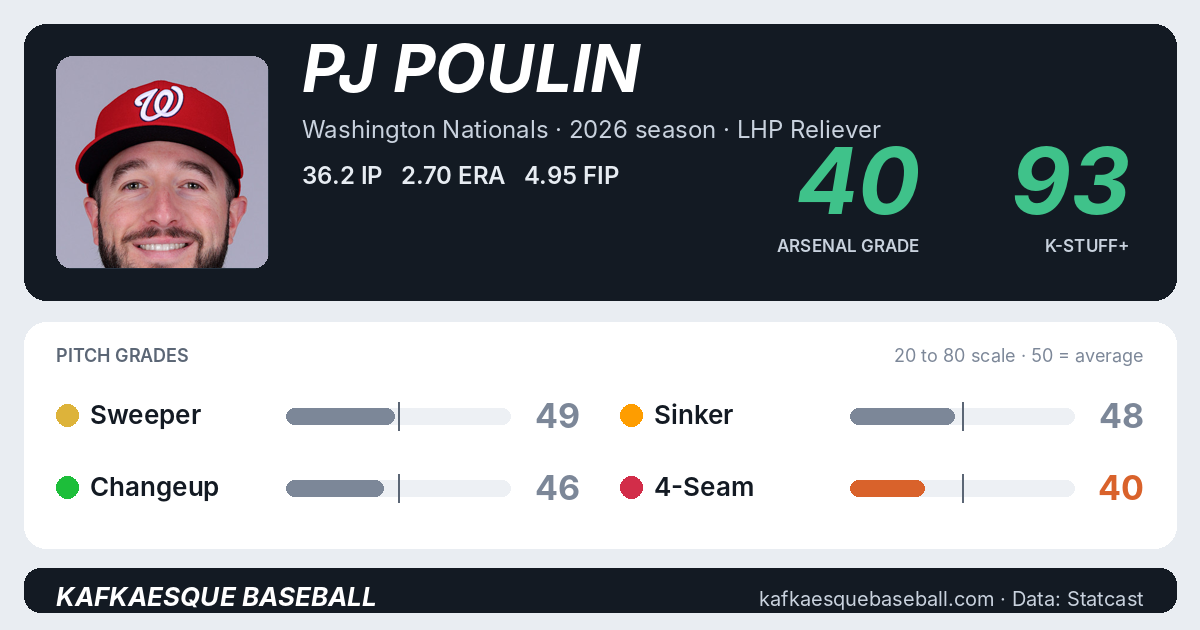 PJ POULIN
Washington Nationals · 2026 season · LHP Reliever
36.2 IP 2.70 ERA 4.95 FIP
40 93
ARSENAL GRADE K-STUFF+
W
PITCH GRADES 20 to 80 scale · 50 = average
Sweeper 49 Sinker 48
Changeup 46 4-Seam 40
KAFKAESQUE BASEBALL kafkaesquebaseball.com · Data: Statcast